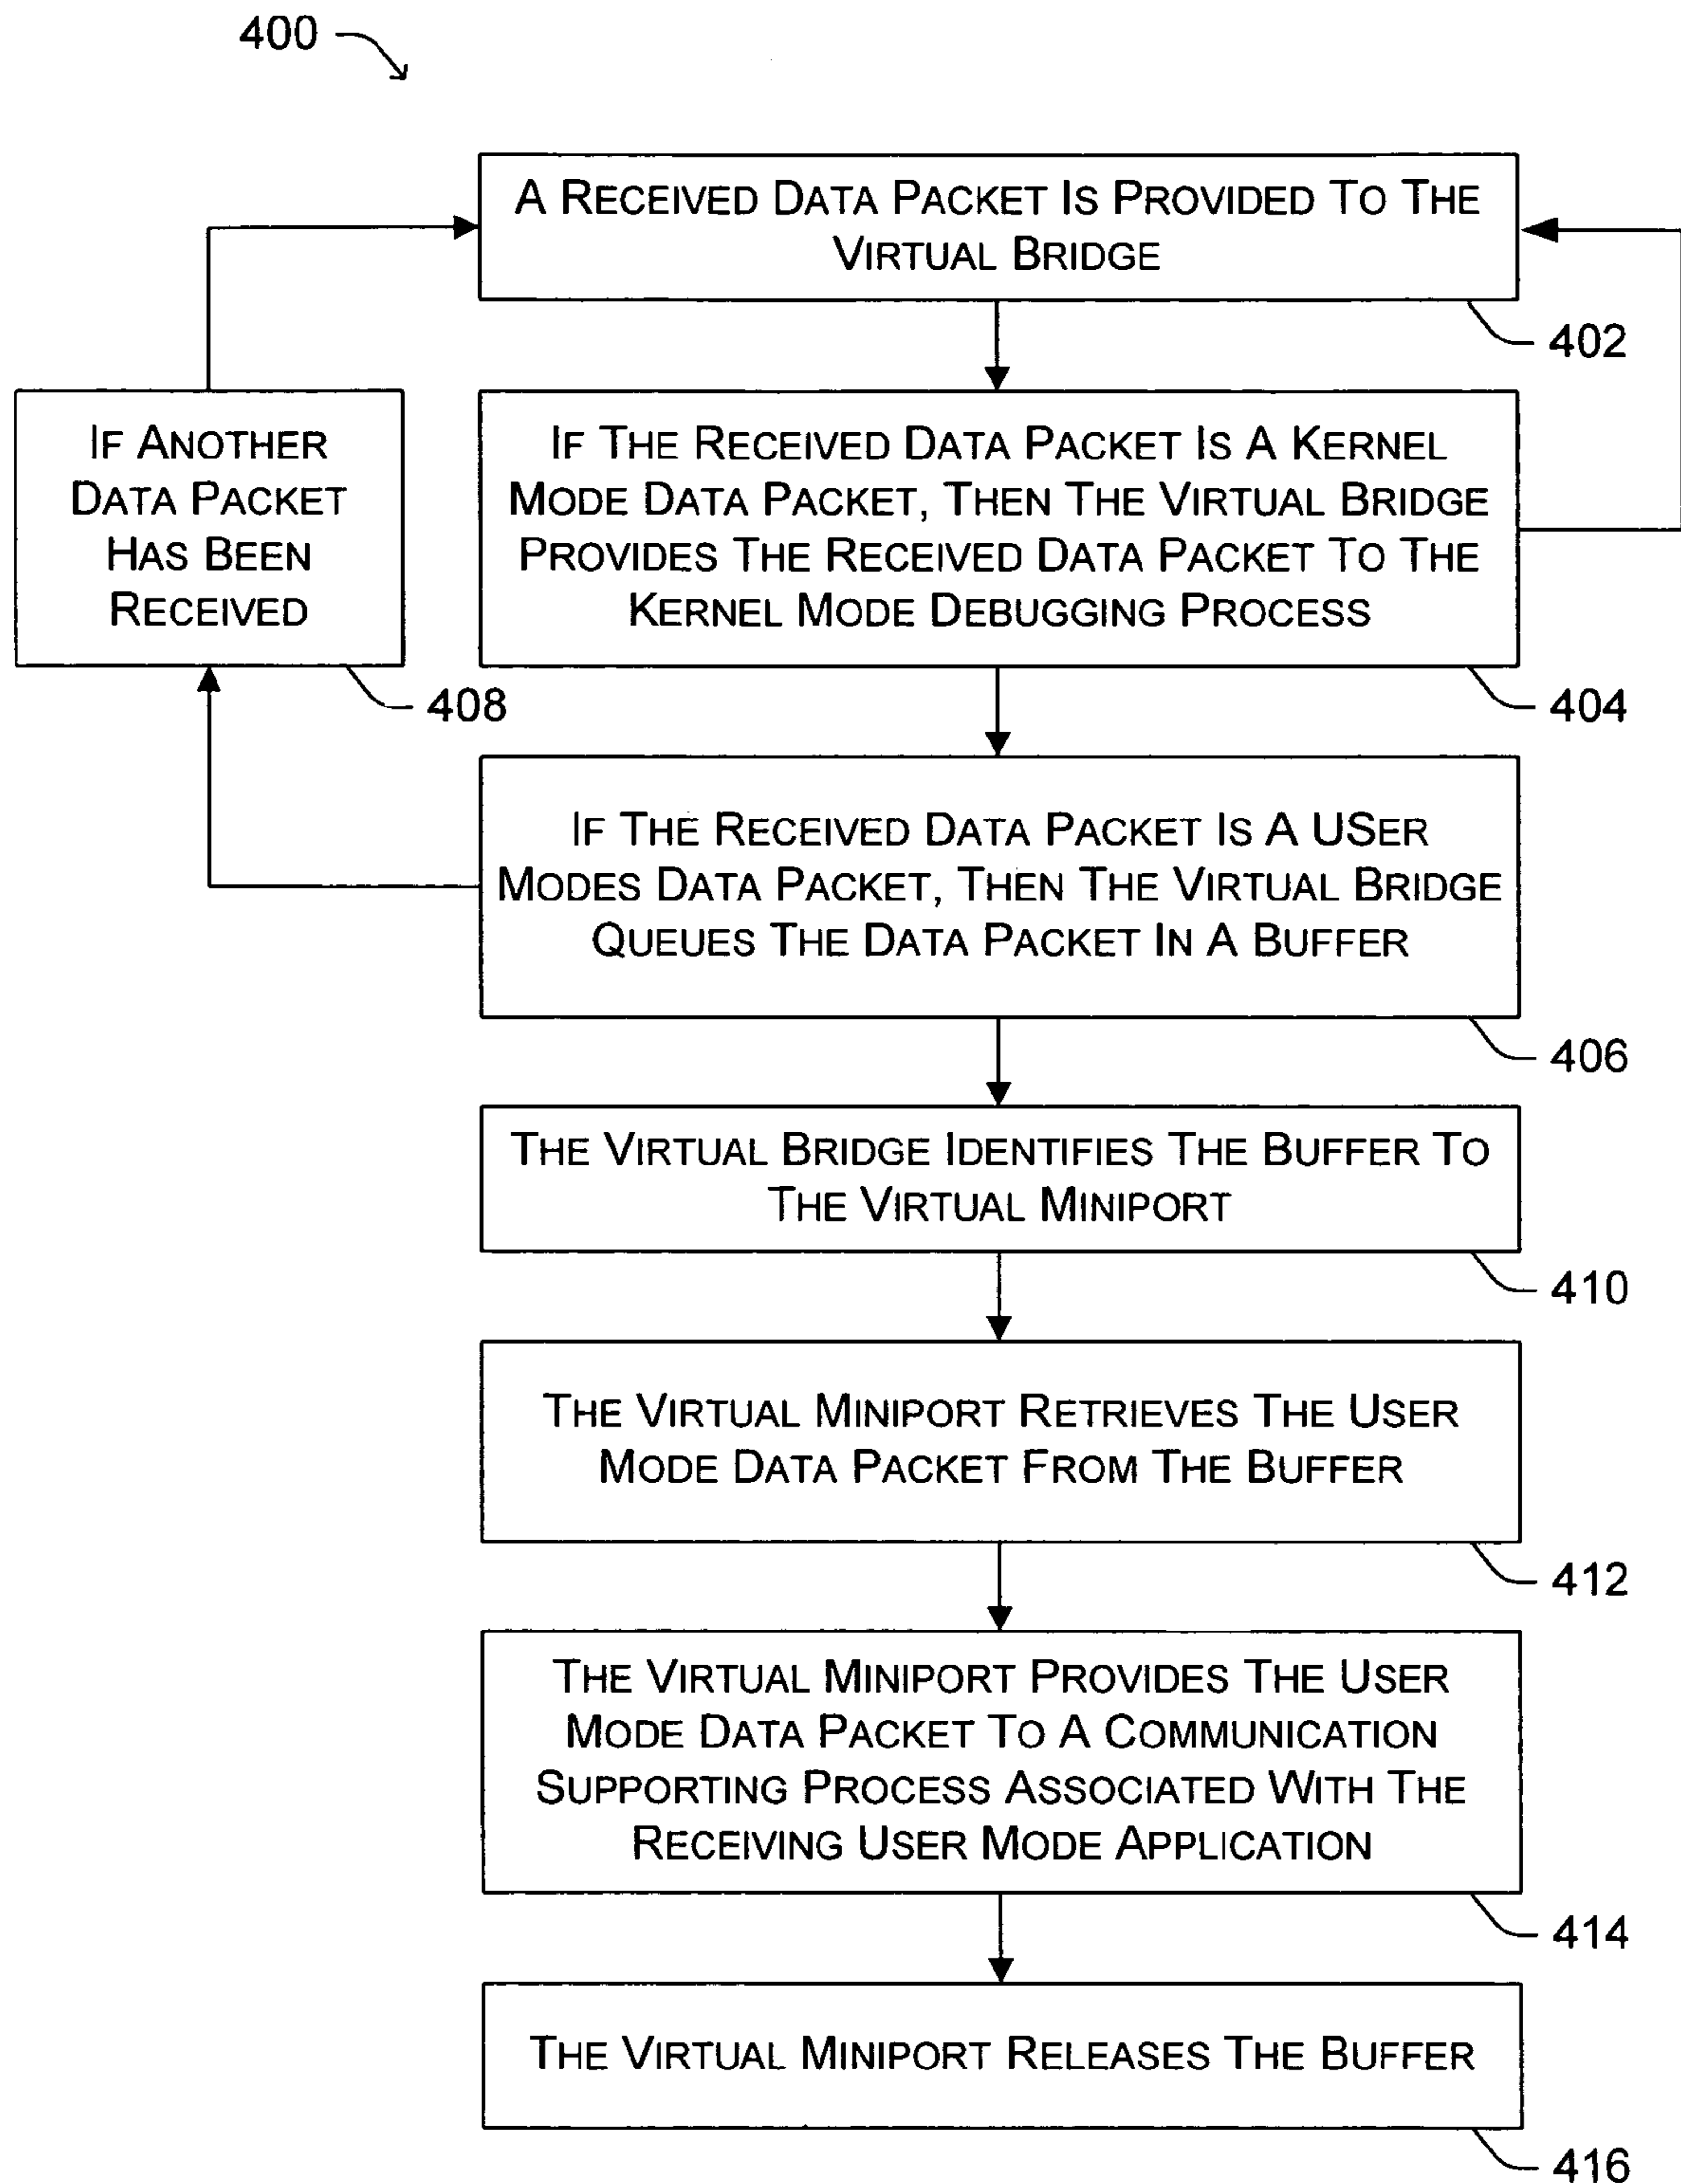 400
A RECEIVED DATA PACKET IS PROVIDED TO THE
VIRTUAL BRIDGE
402
IF ANOTHER
DATA PACKET
HAS BEEN
RECEIVED
408
IF THE RECEIVED DATA PACKET IS A KERNEL
MODE DATA PACKET, THEN THE VIRTUAL BRIDGE
PROVIDES THE RECEIVED DATA PACKET TO THE
KERNEL MODE DEBUGGING PROCESS
404
IF THE RECEIVED DATA PACKET IS A USER
MODES DATA PACKET, THEN THE VIRTUAL BRIDGE
QUEUES THE DATA PACKET IN A BUFFER
406
THE VIRTUAL BRIDGE IDENTIFIES THE BUFFER TO
THE VIRTUAL MINIPORT
410
THE VIRTUAL MINIPORT RETRIEVES THE USER
MODE DATA PACKET FROM THE BUFFER
412
THE VIRTUAL MINIPORT PROVIDES THE USER
MODE DATA PACKET TO A COMMUNICATION
SUPPORTING PROCESS ASSOCIATED WITH THE
RECEIVING USER MODE APPLICATION
414
THE VIRTUAL MINIPORT RELEASES THE BUFFER
416